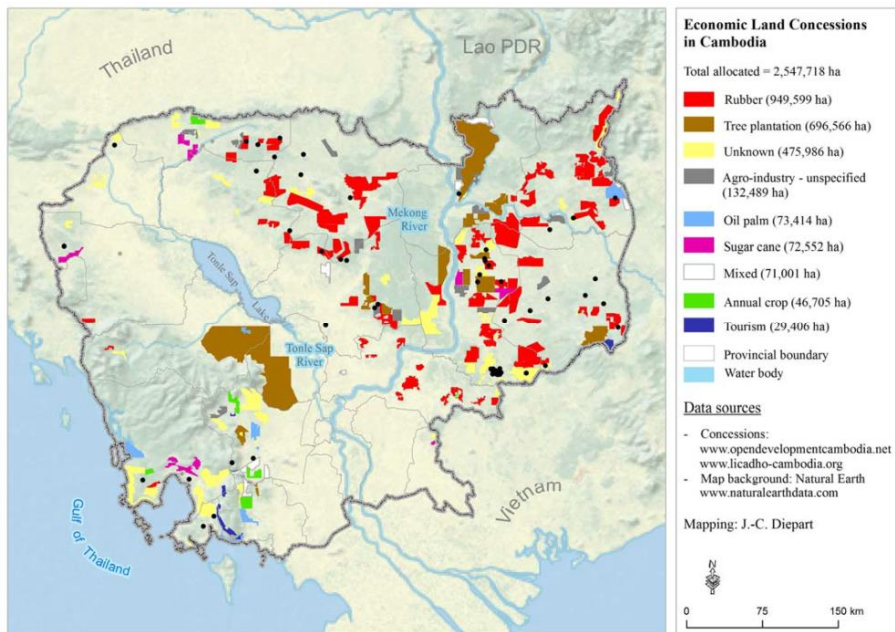 Thailand
Lao PDR
Mekong
River
Tonle Sap
Lake
Tonle Sap
River
Gulf of Thailand
Vietnam
Economic Land Concessions
in Cambodia
Total allocated = 2,547,718 ha
Rubber (949,599 ha)
Tree plantation (696,566 ha)
Unknown (475,986 ha)
Agro-industry - unspecified
(132,489 ha)
Oil palm (73,414 ha)
Sugar cane (72,552 ha)
Mixed (71,001 ha)
Annual crop (46,705 ha)
Tourism (29,406 ha)
Provincial boundary
Water body
Data sources
- Concessions:
www.opendevelopmentcambodia.net
www.licadho-cambodia.org
- Map background: Natural Earth
www.naturalearthdata.com
Mapping: J.-C. Diepart
N
0 75 150 km